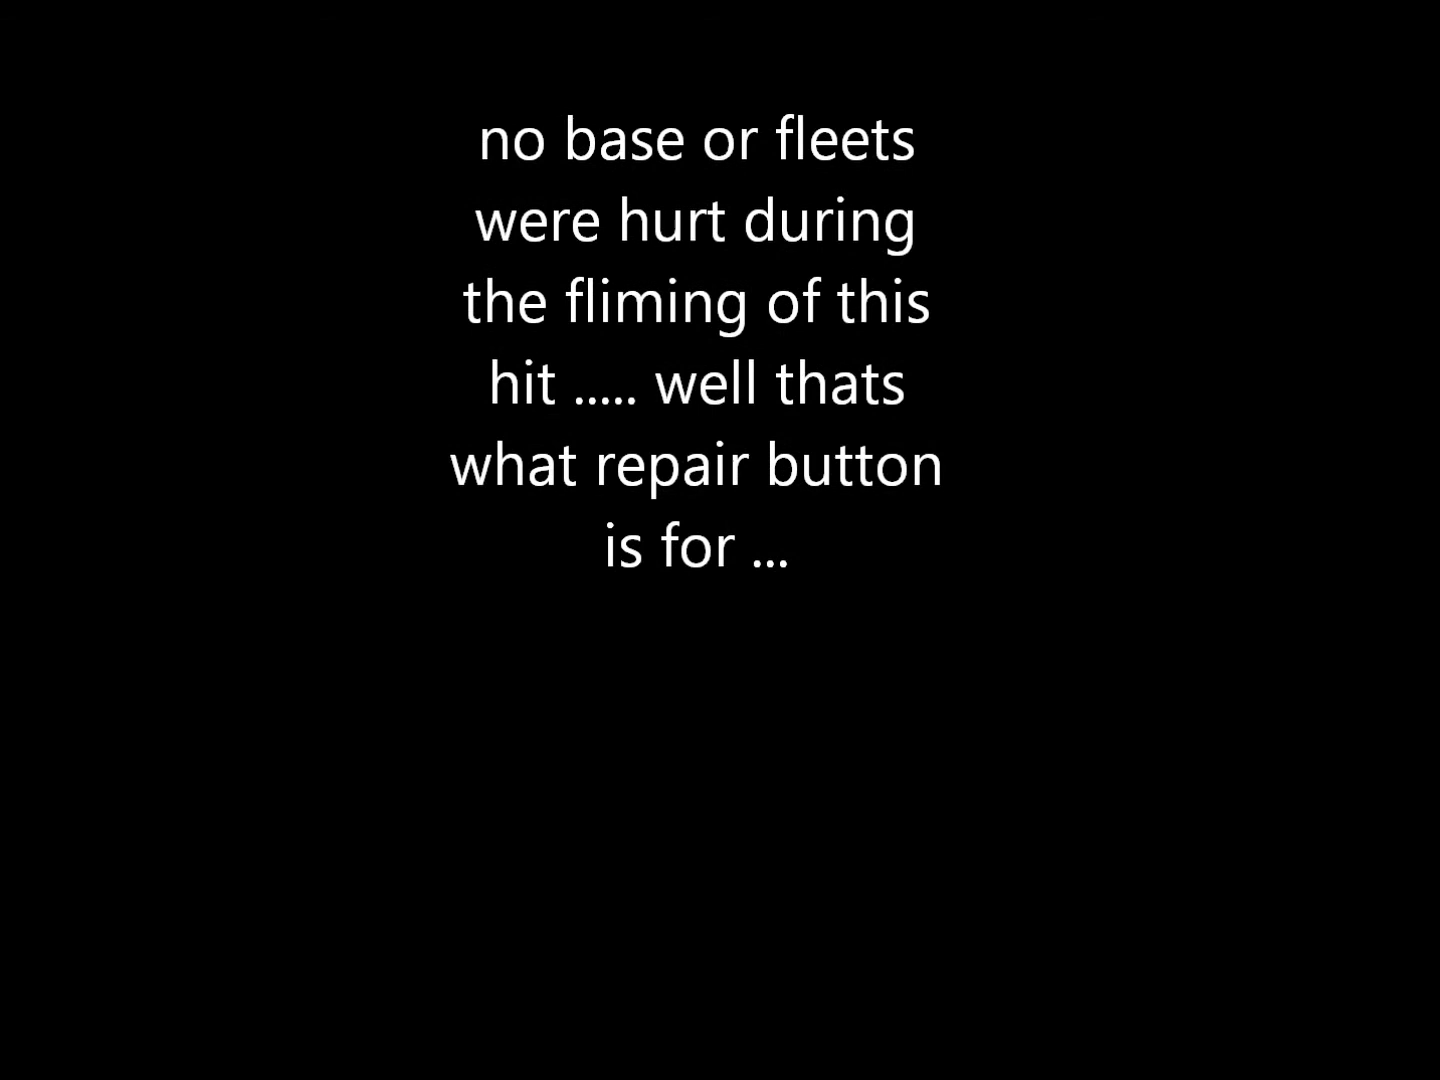 no base or fleets
were hurt during
the fliming of this
hit ..... well thats
what repair button
is for ...